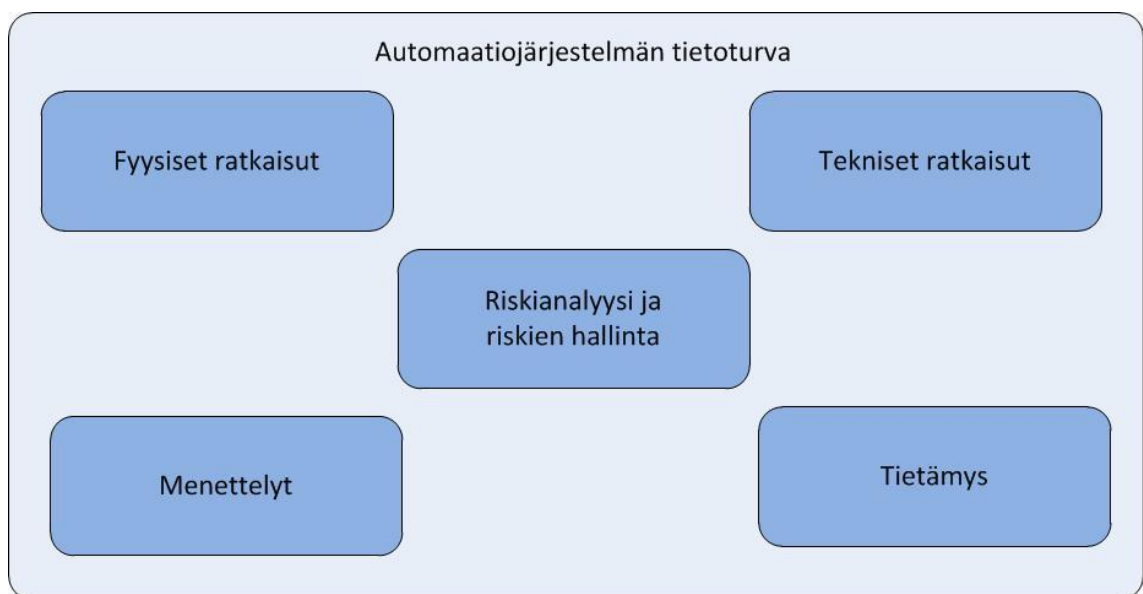 Automaatiojärjestelmän tietoturva
Fyysiset ratkaisut
Tekniset ratkaisut
Riskianalyysi ja
riskien hallinta
Menettelyt
Tietämys